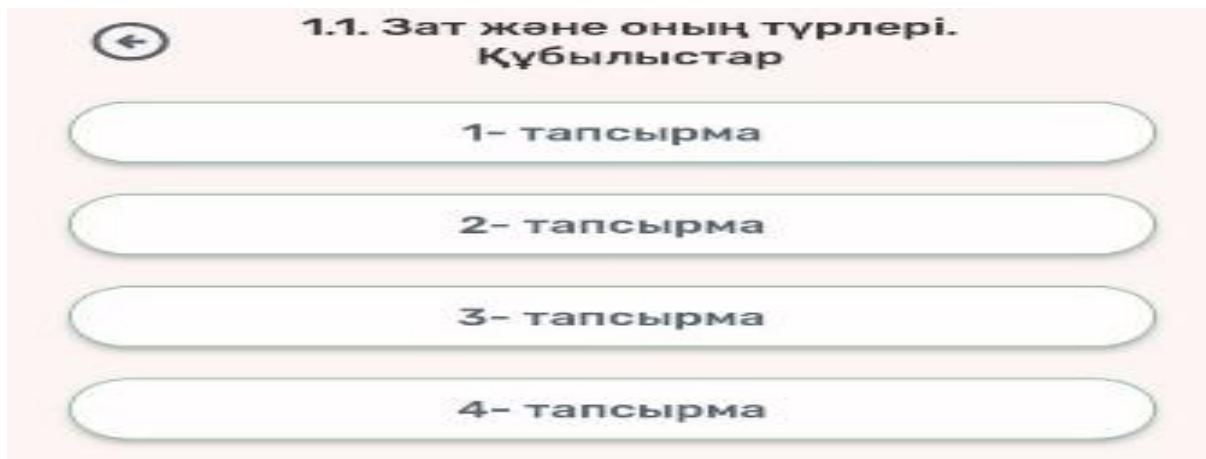 1.1. Зат және оның түрлері.
Құбылыстар
1- тапсырма
2- тапсырма
3- тапсырма
4- тапсырма